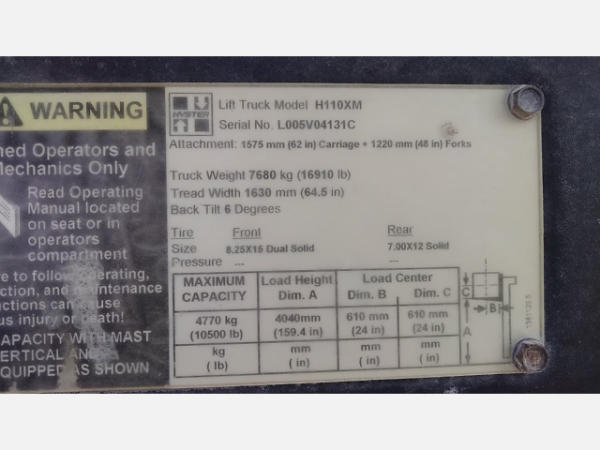 WARNING
ned Operators and
Mechanics Only
Read Operating
Manual located
on seat or in
operators
compartment
re to follow operating,
ction, and maintenance
uctions can cause
us injury or death!
CAPACITY WITH MAST
VERTICAL AND
EQUIPPED AS SHOWN
HYSTER
Lift Truck Model H110XM
Serial No. L005V04131C
Attachment: 1575 mm (62 in) Carriage + 1220 mm (48 in) Forks
Truck Weight 7680 kg (16910 lb)
Tread Width 1630 mm (64.5 in)
Back Tilt 6 Degrees
Tire Front Rear
Size 8.25X15 Dual Solid 7.00X12 Solid
Pressure --- ---
MAXIMUM CAPACITY Load Height Dim. A Load Center Dim. B Dim. C
4770 kg 4040mm 610 mm 610 mm
(10500 lb) (159.4 in) (24 in) (24 in)
kg mm mm mm
( lb) ( in) ( in) ( in)
C
B
A